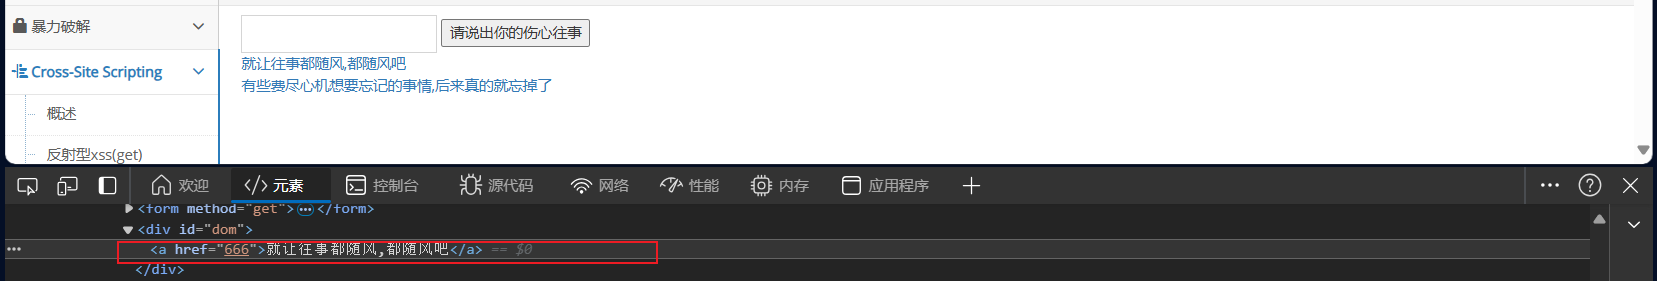 暴力破解
请说出你的伤心往事
Cross-Site Scripting
就让往事都随风,都随风吧
有些费尽心机想要忘记的事情,后来真的就忘掉了
概述
反射型xss(get)
欢迎
</> 元素
控制台
源代码
网络
性能
内存
应用程序
<form method="get"> ••• </form>
<div id="dom">
<a href="666">就让往事都随风,都随风吧</a> == $0
</div>